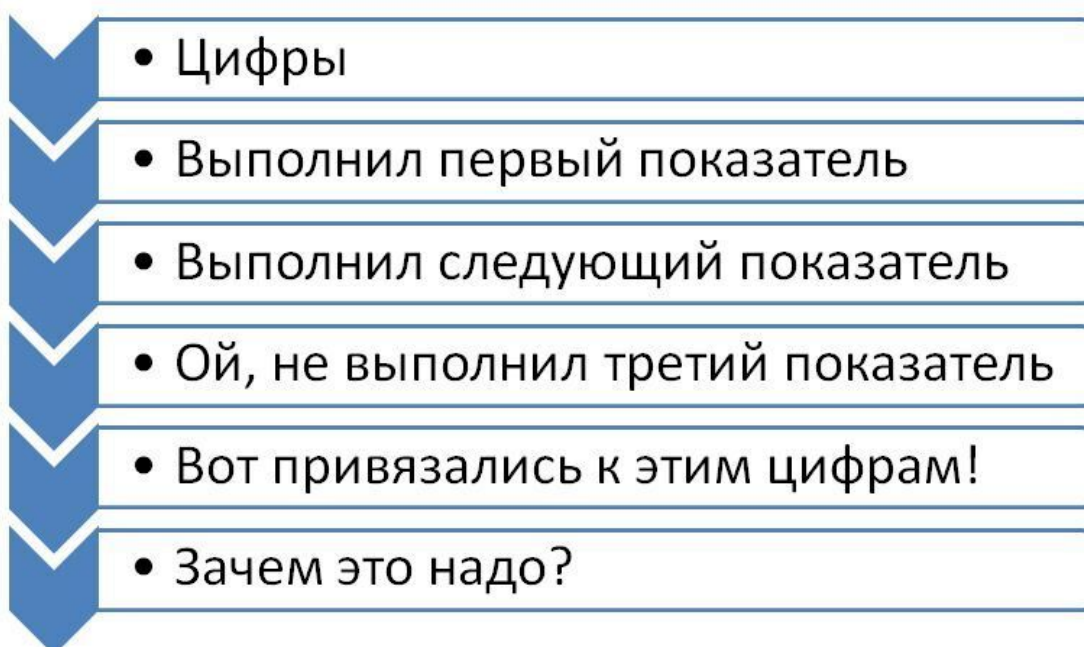 • Цифры
• Выполнил первый показатель
• Выполнил следующий показатель
• Ой, не выполнил третий показатель
• Вот привязались к этим цифрам!
• Зачем это надо?